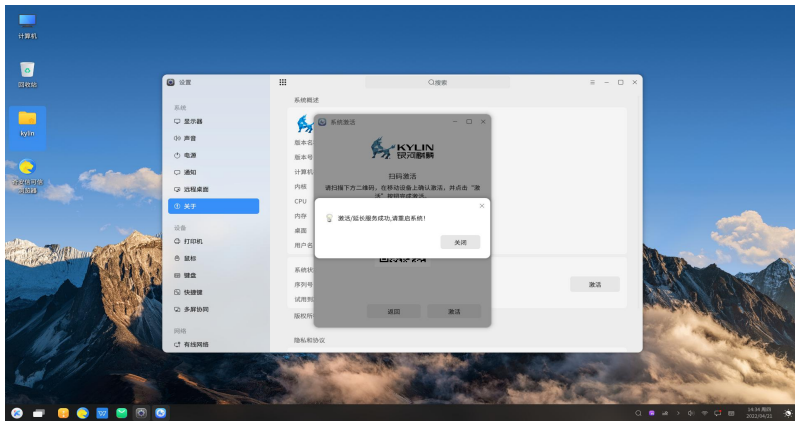 计算机
回收站
kylin
设置
搜索
系统
显示器
声音
电源
通知
远程桌面
关于
设备
打印机
鼠标
键盘
快捷键
多屏协同
网络
有线网络
系统概述
版本名
版本号
计算机
内核
CPU
内存
桌面
用户名
系统状
序列号
试用期
版权所
隐私和协议
激活
系统激活
KYLIN
银河麒麟
扫码激活
请扫描下方二维码，在移动设备上确认激活，并点击“激
活”按钮完成激活。
激活/延长服务成功,请重启系统!
关闭
返回
激活
14:34 周四
2022/04/21